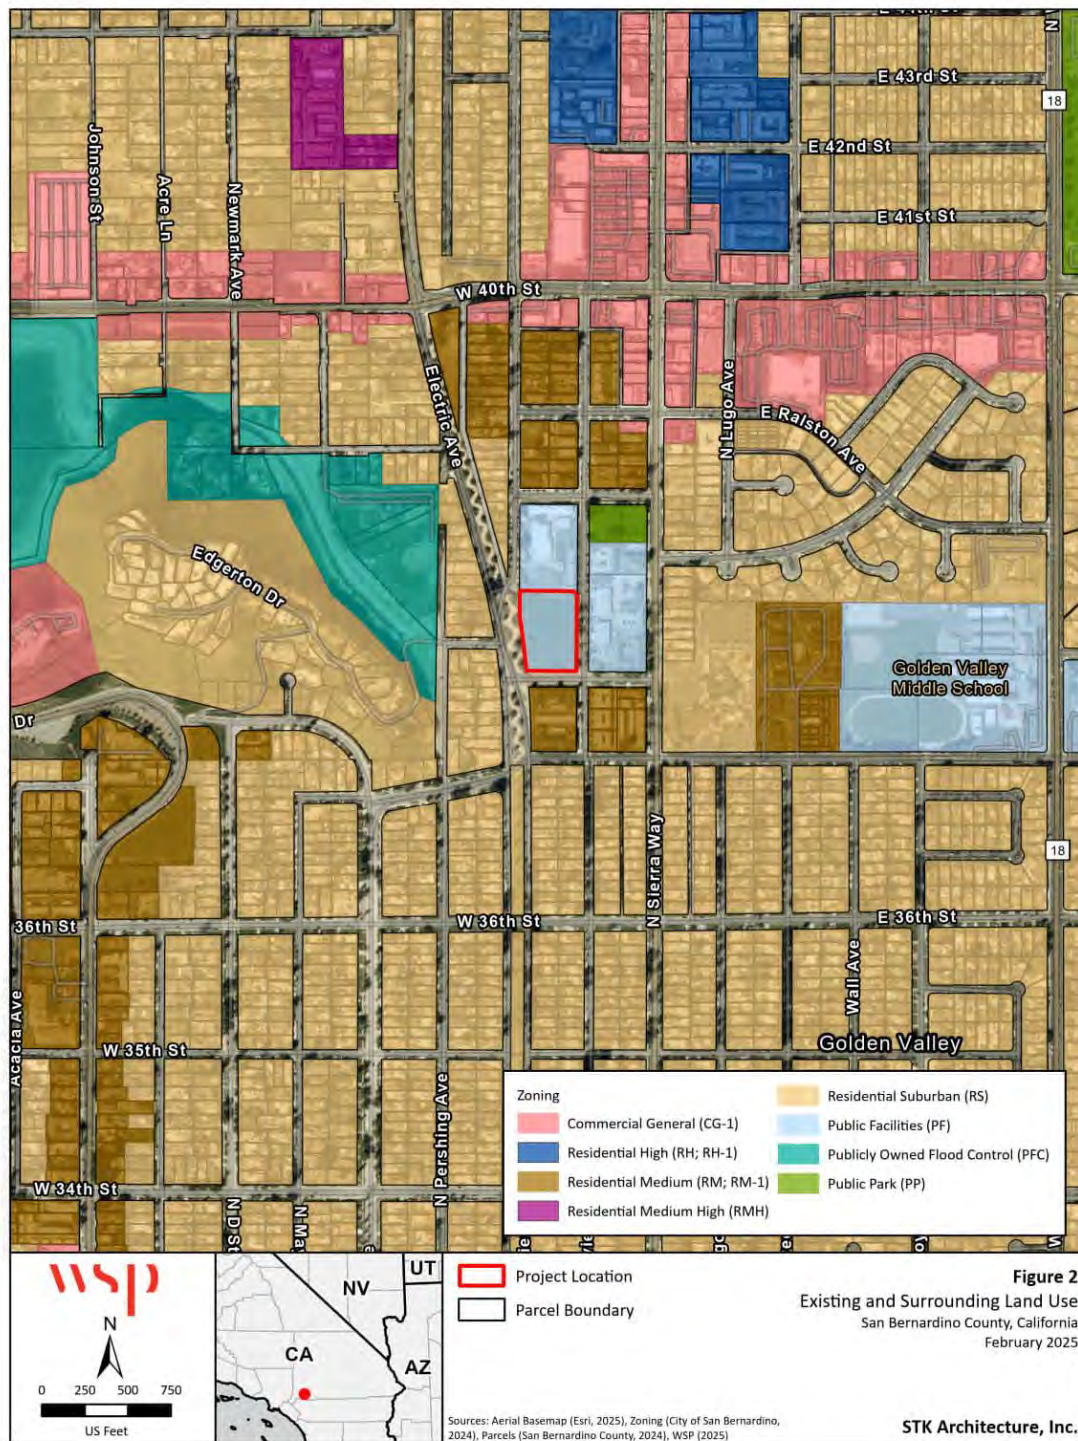 E 43rd St
18
E 42nd St
Johnson St
Acre Ln
Newmark Ave
E 41st St
W 40th St
Electric Ave
N Lugo Ave
E Ralston Ave
Edgerton Dr
Golden Valley
Middle School
Dr
N Sierra Way
18
36th St
W 36th St
E 36th St
Wall Ave
Acacia Ave
W 35th St
Golden Valley
N Pershing Ave
W 34th St
N D St
N May
Zoning
Commercial General (CG-1)
Residential High (RH; RH-1)
Residential Medium (RM; RM-1)
Residential Medium High (RMH)
Residential Suburban (RS)
Public Facilities (PF)
Publicly Owned Flood Control (PFC)
Public Park (PP)
wsp
N
0 250 500 750
US Feet
NV
UT
CA
AZ
Project Location
Parcel Boundary
Sources: Aerial Basemap (Esri, 2025), Zoning (City of San Bernardino,
2024), Parcels (San Bernardino County, 2024), WSP (2025)
Figure 2
Existing and Surrounding Land Use
San Bernardino County, California
February 2025
STK Architecture, Inc.